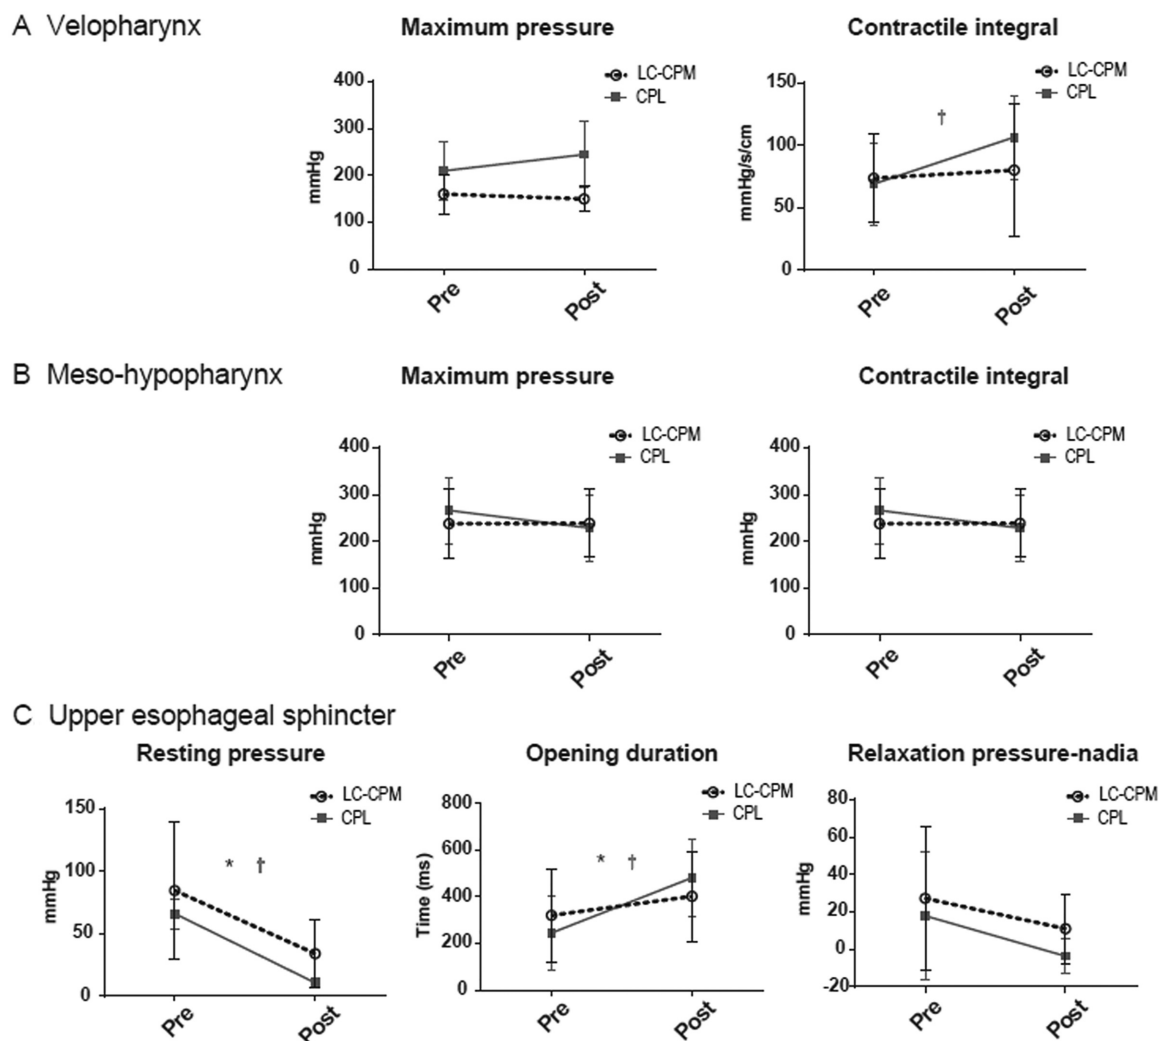 A Velopharynx
Maximum pressure
Contractile integral
400
300
200
100
0
mmHg
LC-CPM
CPL
Pre
Post
150
100
50
0
mmHg/s/cm
†
LC-CPM
CPL
Pre
Post
B Meso-hypopharynx
Maximum pressure
Contractile integral
400
300
200
100
0
mmHg
LC-CPM
CPL
Pre
Post
400
300
200
100
0
mmHg
LC-CPM
CPL
Pre
Post
C Upper esophageal sphincter
Resting pressure
Opening duration
Relaxation pressure-nadia
150
100
50
0
mmHg
* †
LC-CPM
CPL
Pre
Post
800
600
400
200
0
Time (ms)
* †
LC-CPM
CPL
Pre
Post
80
60
40
20
0
-20
mmHg
LC-CPM
CPL
Pre
Post